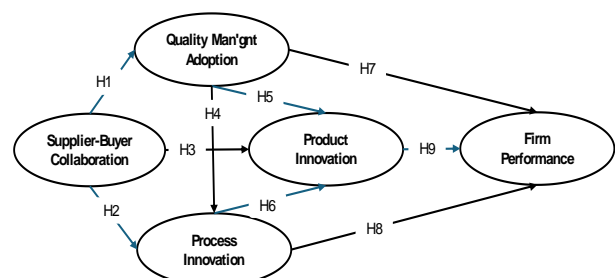 Quality Man'gnt
Adoption
H7
H1
H5
H4
Supplier-Buyer
Collaboration
H3
Product
Innovation
H9
Firm
Performance
H2
H6
H8
Process
Innovation